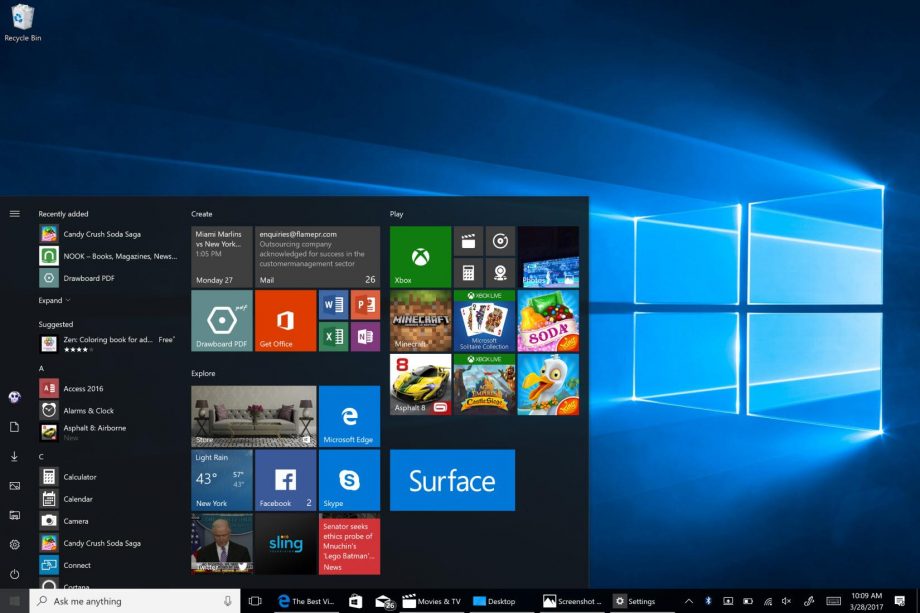 Recycle Bin
Recently added
Candy Crush Soda Saga
NOOK – Books, Magazines, News...
Drawboard PDF
Expand
Suggested
Zen: Coloring book for ad... Free*
A
Access 2016
Alarms & Clock
Asphalt 8: Airborne
New
C
Calculator
Calendar
Camera
Candy Crush Soda Saga
Connect
Cortana
Create
Miami Marlins
vs New York...
1:05 PM
Monday 27
enquiries@flamepr.com
Outsourcing company
acknowledged for success in the
customermanagement sector
Mail 26
Drawboard PDF
Get Office
Explore
Store
Microsoft Edge
Light Rain
43° 57°
43°
New York
Facebook 2
Skype
Twitter
sling
TELEVISION
Senator seeks
ethics probe of
Mnuchin's
'Lego Batman'...
News
Play
Xbox
Photos
MINECRAFT
Minecraft
XBOX LIVE
Microsoft
Solitaire Collection
SODA
8
Asphalt 8
XBOX LIVE
CastleSiege
Surface
Ask me anything
The Best Vi...
26
Movies & TV
Desktop
Screenshot ...
Settings
10:09 AM
3/28/2017